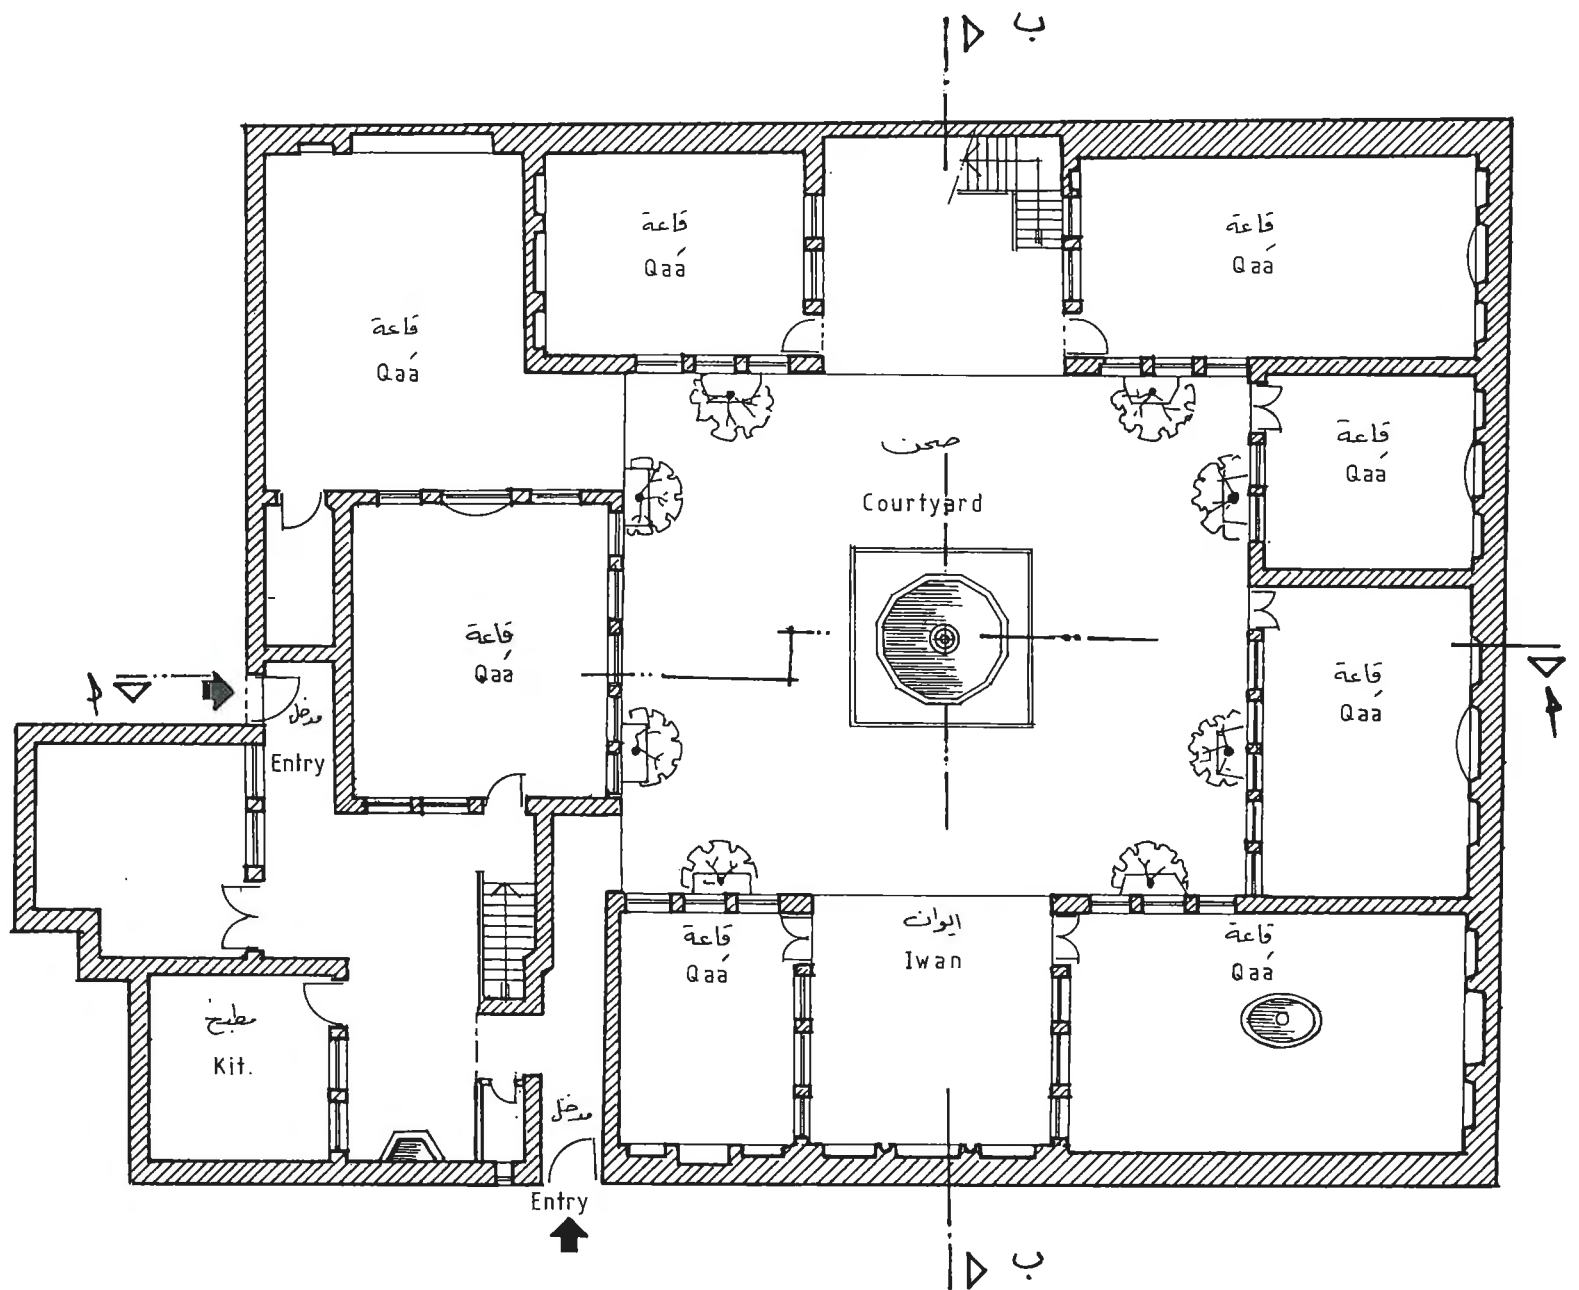 ب
قاعة
Qaá
قاعة
Qaá
قاعة
Qaá
قاعة
Qaá
صحن
Courtyard
قاعة
Qaá
قاعة
Qaá
مدخل
Entry
ايوان
Iwan
قاعة
Qaá
قاعة
Qaá
مطبخ
Kit.
مدخل
Entry
ب